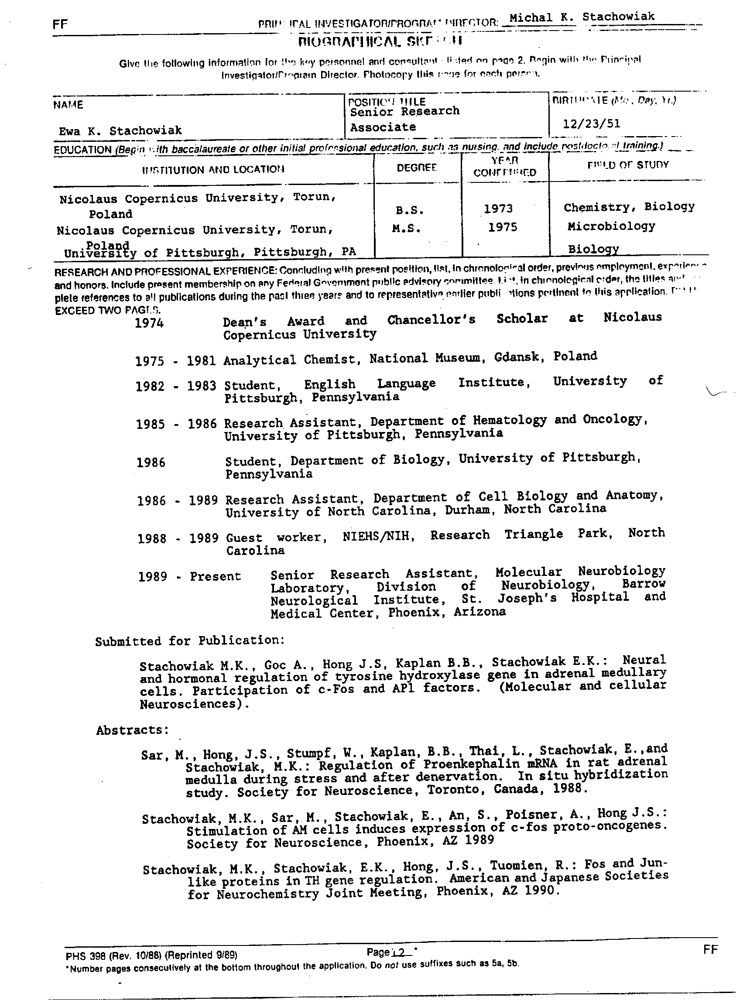 FF
PRINCIPAL INVESTIGATOR/PROGRAM DIRECTOR: Michal K. Stachowiak
BIOGRAPHICAL SKETCH
Give the following information for the key personnel and consultants listed on page 2. Begin with the Principal
Investigator/Program Director. Photocopy this page for each person.
NAME
POSITION TITLE
BIRTHDATE (Mo., Day, Yr.)
Ewa K. Stachowiak
Senior Research
Associate
12/23/51
EDUCATION (Begin with baccalaureate or other initial professional education, such as nursing, and include postdoctoral training.)
INSTITUTION AND LOCATION
DEGREE
YEAR
CONFERRED
FIELD OF STUDY
Nicolaus Copernicus University, Torun,
Poland
B.S.
1973
Chemistry, Biology
Nicolaus Copernicus University, Torun,
Poland
M.S.
1975
Microbiology
University of Pittsburgh, Pittsburgh, PA
Biology
RESEARCH AND PROFESSIONAL EXPERIENCE: Concluding with present position, list, in chronological order, previous employment, experience
and honors. Include present membership on any Federal Government public advisory committee. List, in chronological order, the titles and
plete references to all publications during the past three years and to representative earlier publications pertinent to this application.
EXCEED TWO PAGES.
1974 Dean's Award and Chancellor's Scholar at Nicolaus
Copernicus University
1975 - 1981 Analytical Chemist, National Museum, Gdansk, Poland
1982 - 1983 Student, English Language Institute, University of
Pittsburgh, Pennsylvania
1985 - 1986 Research Assistant, Department of Hematology and Oncology,
University of Pittsburgh, Pennsylvania
1986 Student, Department of Biology, University of Pittsburgh,
Pennsylvania
1986 - 1989 Research Assistant, Department of Cell Biology and Anatomy,
University of North Carolina, Durham, North Carolina
1988 - 1989 Guest worker, NIEHS/NIH, Research Triangle Park, North
Carolina
1989 - Present Senior Research Assistant, Molecular Neurobiology
Laboratory, Division of Neurobiology, Barrow
Neurological Institute, St. Joseph's Hospital and
Medical Center, Phoenix, Arizona
Submitted for Publication:
Stachowiak M.K., Goc A., Hong J.S, Kaplan B.B., Stachowiak E.K.: Neural
and hormonal regulation of tyrosine hydroxylase gene in adrenal medullary
cells. Participation of c-Fos and AP1 factors. (Molecular and cellular
Neurosciences).
Abstracts:
Sar, M., Hong, J.S., Stumpf, W., Kaplan, B.B., Thai, L., Stachowiak, E.,and
Stachowiak, M.K.: Regulation of Proenkephalin mRNA in rat adrenal
medulla during stress and after denervation. In situ hybridization
study. Society for Neuroscience, Toronto, Canada, 1988.
Stachowiak, M.K., Sar, M., Stachowiak, E., An, S., Poisner, A., Hong J.S.:
Stimulation of AM cells induces expression of c-fos proto-oncogenes.
Society for Neuroscience, Phoenix, AZ 1989
Stachowiak, M.K., Stachowiak, E.K., Hong, J.S., Tuomien, R.: Fos and Jun-
like proteins in TH gene regulation. American and Japanese Societies
for Neurochemistry Joint Meeting, Phoenix, AZ 1990.
PHS 398 (Rev. 10/88) (Reprinted 9/89)
Page 12 *
FF
*Number pages consecutively at the bottom throughout the application. Do not use suffixes such as 5a, 5b.